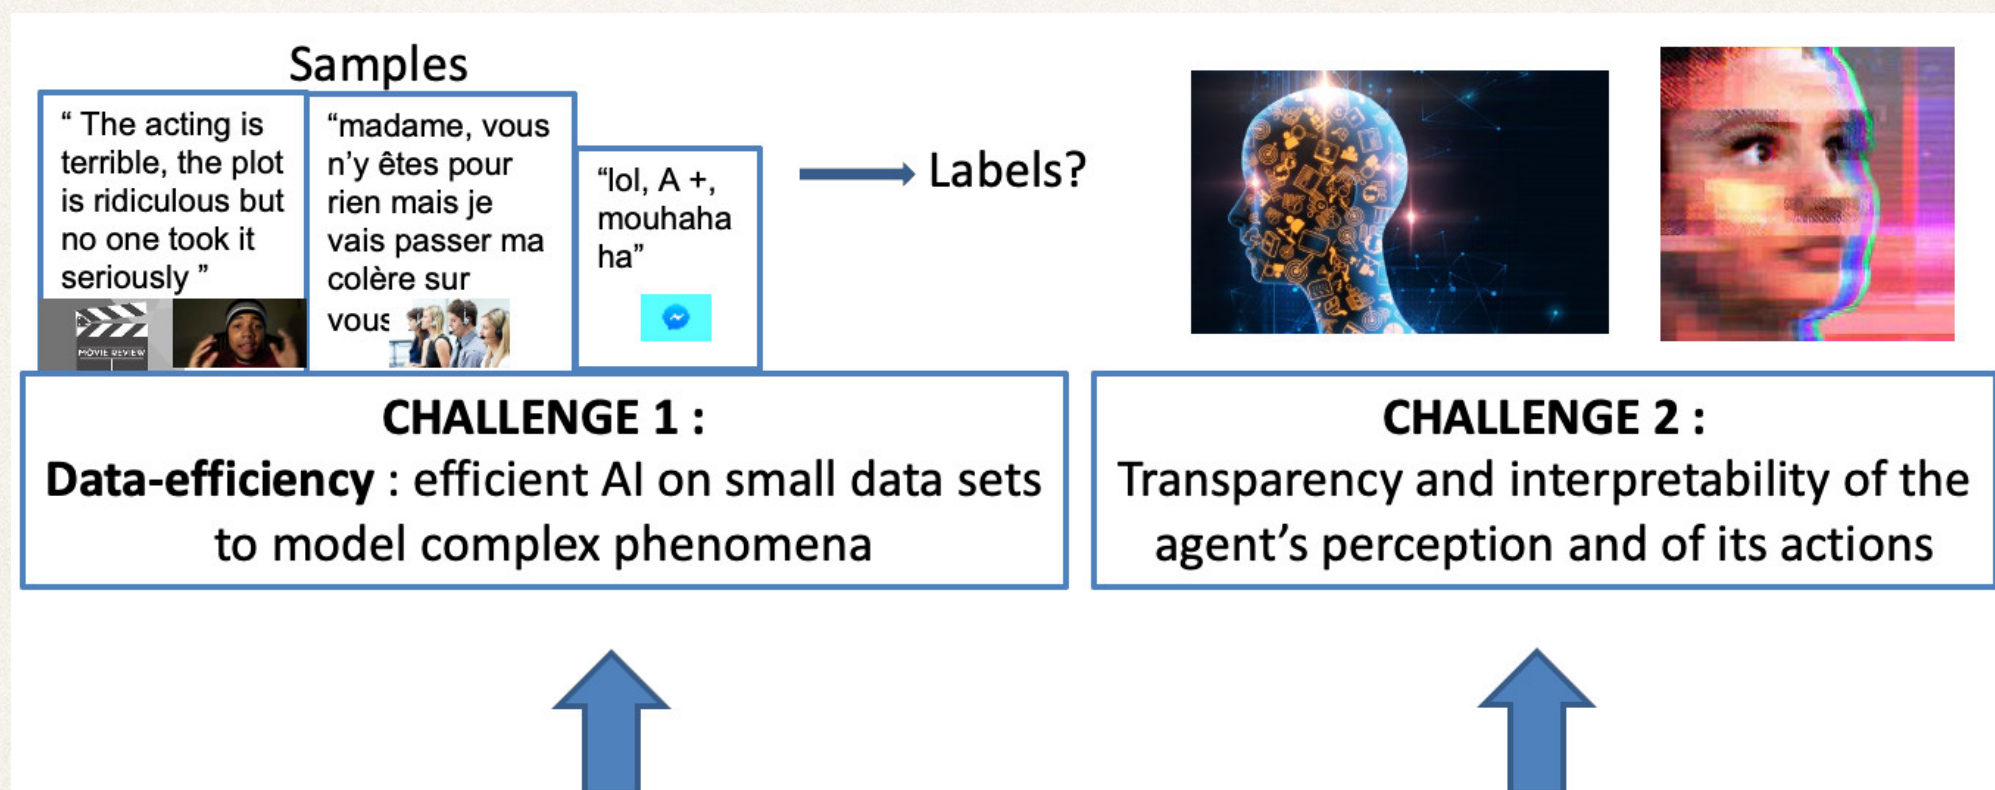 Samples
“ The acting is
terrible, the plot
is ridiculous but
no one took it
seriously ”
MOVIE REVIEW
“madame, vous
n’y êtes pour
rien mais je
vais passer ma
colère sur
vous
“lol, A +,
mouhaha
ha”
Labels?
CHALLENGE 1 :
Data-efficiency : efficient AI on small data sets
to model complex phenomena
CHALLENGE 2 :
Transparency and interpretability of the
agent’s perception and of its actions